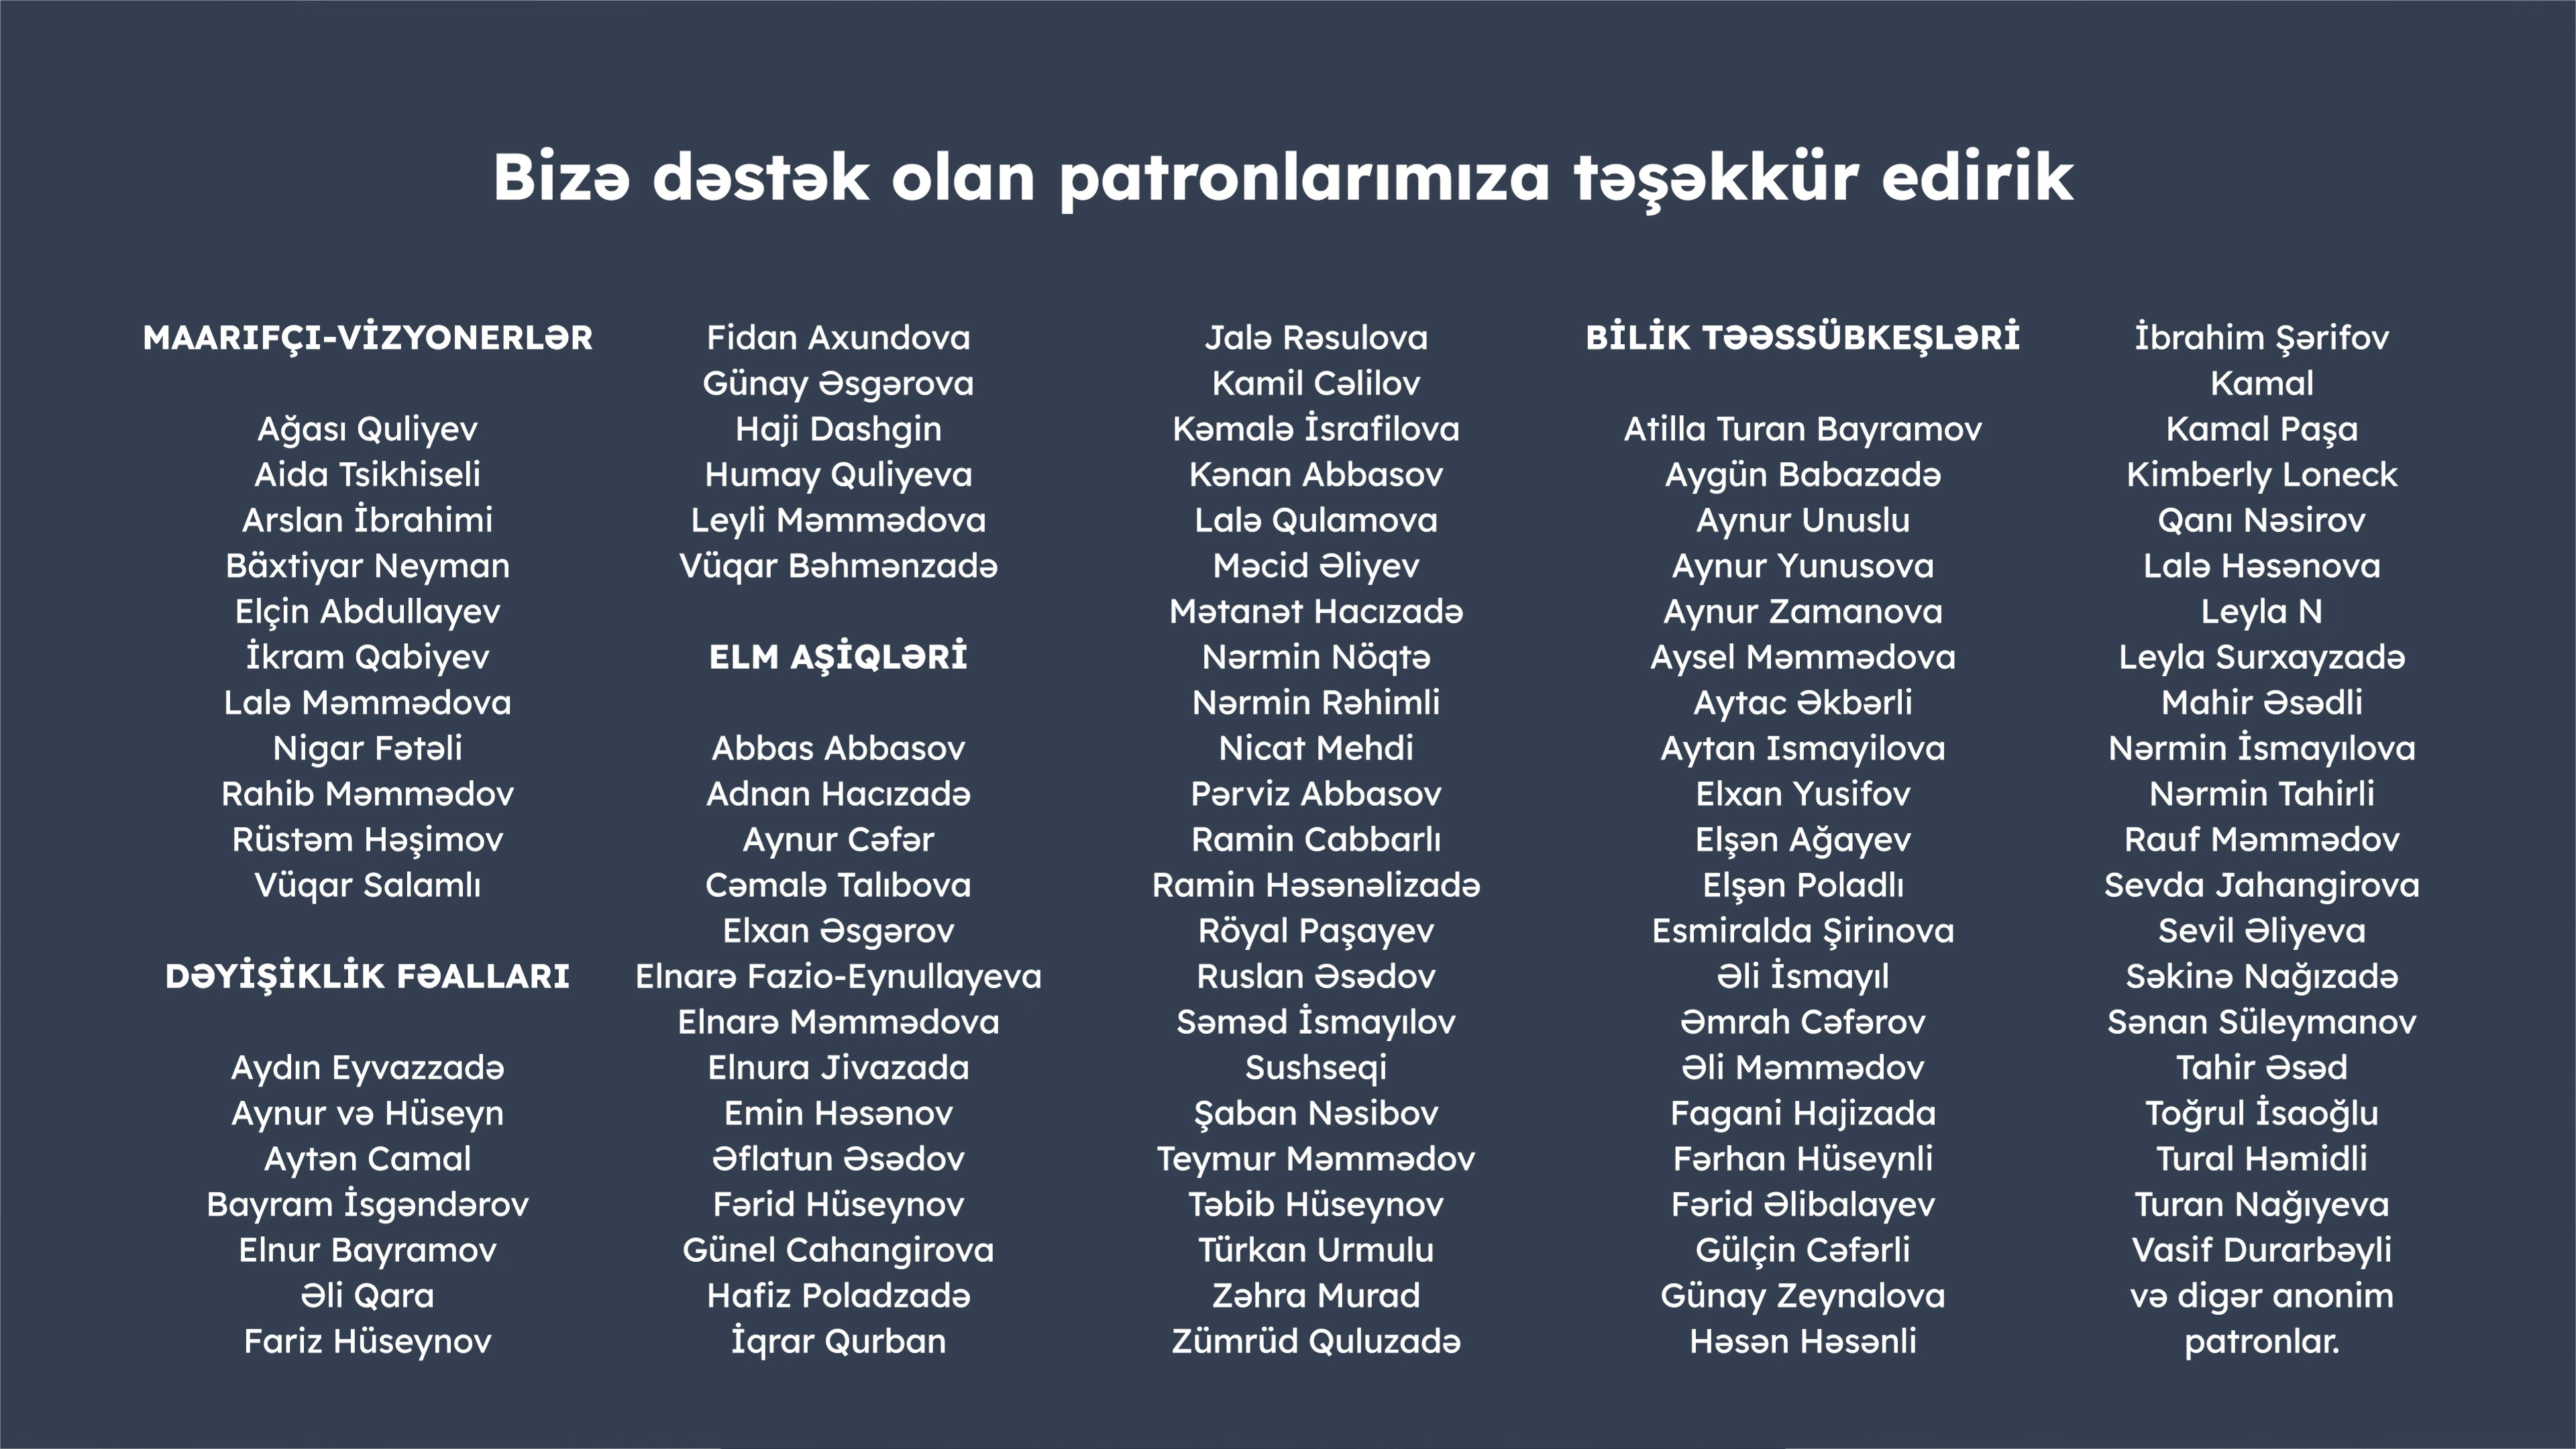 Bizə dəstək olan patronlarımıza təşəkkür edirik
MAARIFÇI-VİZYONERLƏR
Ağası Quliyev
Aida Tsikhiseli
Arslan İbrahimi
Bäxtiyar Neyman
Elçin Abdullayev
İkram Qabiyev
Lalə Məmmədova
Nigar Fətəli
Rahib Məmmədov
Rüstəm Həşimov
Vüqar Salamlı
DƏYİŞİKLİK FƏALLARI
Aydın Eyvazzadə
Aynur və Hüseyn
Aytən Camal
Bayram İsgəndərov
Elnur Bayramov
Əli Qara
Fariz Hüseynov
Fidan Axundova
Günay Əsgərova
Haji Dashgin
Humay Quliyeva
Leyli Məmmədova
Vüqar Bəhmənzadə
ELM AŞİQLƏRİ
Abbas Abbasov
Adnan Hacızadə
Aynur Cəfər
Cəmalə Talıbova
Elxan Əsgərov
Elnarə Fazio-Eynullayeva
Elnarə Məmmədova
Elnura Jivazada
Emin Həsənov
Əflatun Əsədov
Fərid Hüseynov
Günel Cahangirova
Hafiz Poladzadə
İqrar Qurban
Jalə Rəsulova
Kamil Cəlilov
Kəmalə İsrafilova
Kənan Abbasov
Lalə Qulamova
Məcid Əliyev
Mətanət Hacızadə
Nərmin Nöqtə
Nərmin Rəhimli
Nicat Mehdi
Pərviz Abbasov
Ramin Cabbarlı
Ramin Həsənəlizadə
Röyal Paşayev
Ruslan Əsədov
Səməd İsmayılov
Sushseqi
Şaban Nəsibov
Teymur Məmmədov
Təbib Hüseynov
Türkan Urmulu
Zəhra Murad
Zümrüd Quluzadə
BİLİK TƏƏSSÜBKEŞLƏRİ
Atilla Turan Bayramov
Aygün Babazadə
Aynur Unuslu
Aynur Yunusova
Aynur Zamanova
Aysel Məmmədova
Aytac Əkbərli
Aytan Ismayilova
Elxan Yusifov
Elşən Ağayev
Elşən Poladlı
Esmiralda Şirinova
Əli İsmayıl
Əmrah Cəfərov
Əli Məmmədov
Fagani Hajizada
Fərhan Hüseynli
Fərid Əlibalayev
Gülçin Cəfərli
Günay Zeynalova
Həsən Həsənli
İbrahim Şərifov
Kamal
Kamal Paşa
Kimberly Loneck
Qanı Nəsirov
Lalə Həsənova
Leyla N
Leyla Surxayzadə
Mahir Əsədli
Nərmin İsmayılova
Nərmin Tahirli
Rauf Məmmədov
Sevda Jahangirova
Sevil Əliyeva
Səkinə Nağızadə
Sənan Süleymanov
Tahir Əsəd
Toğrul İsaoğlu
Tural Həmidli
Turan Nağıyeva
Vasif Durarbəyli
və digər anonim
patronlar.